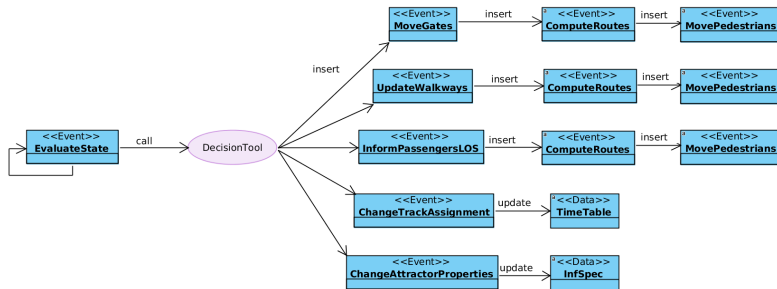 <<Event>>
MoveGates
insert
a
<<Event>>
ComputeRoutes
insert
a
<<Event>>
MovePedestrians
insert
<<Event>>
UpdateWalkways
insert
a
<<Event>>
ComputeRoutes
insert
a
<<Event>>
MovePedestrians
<<Event>>
EvaluateState
call
DecisionTool
<<Event>>
InformPassengersLOS
insert
a
<<Event>>
ComputeRoutes
insert
a
<<Event>>
MovePedestrians
<<Event>>
ChangeTrackAssignment
update
a
<<Data>>
TimeTable
<<Event>>
ChangeAttractorProperties
update
a
<<Data>>
InfSpec